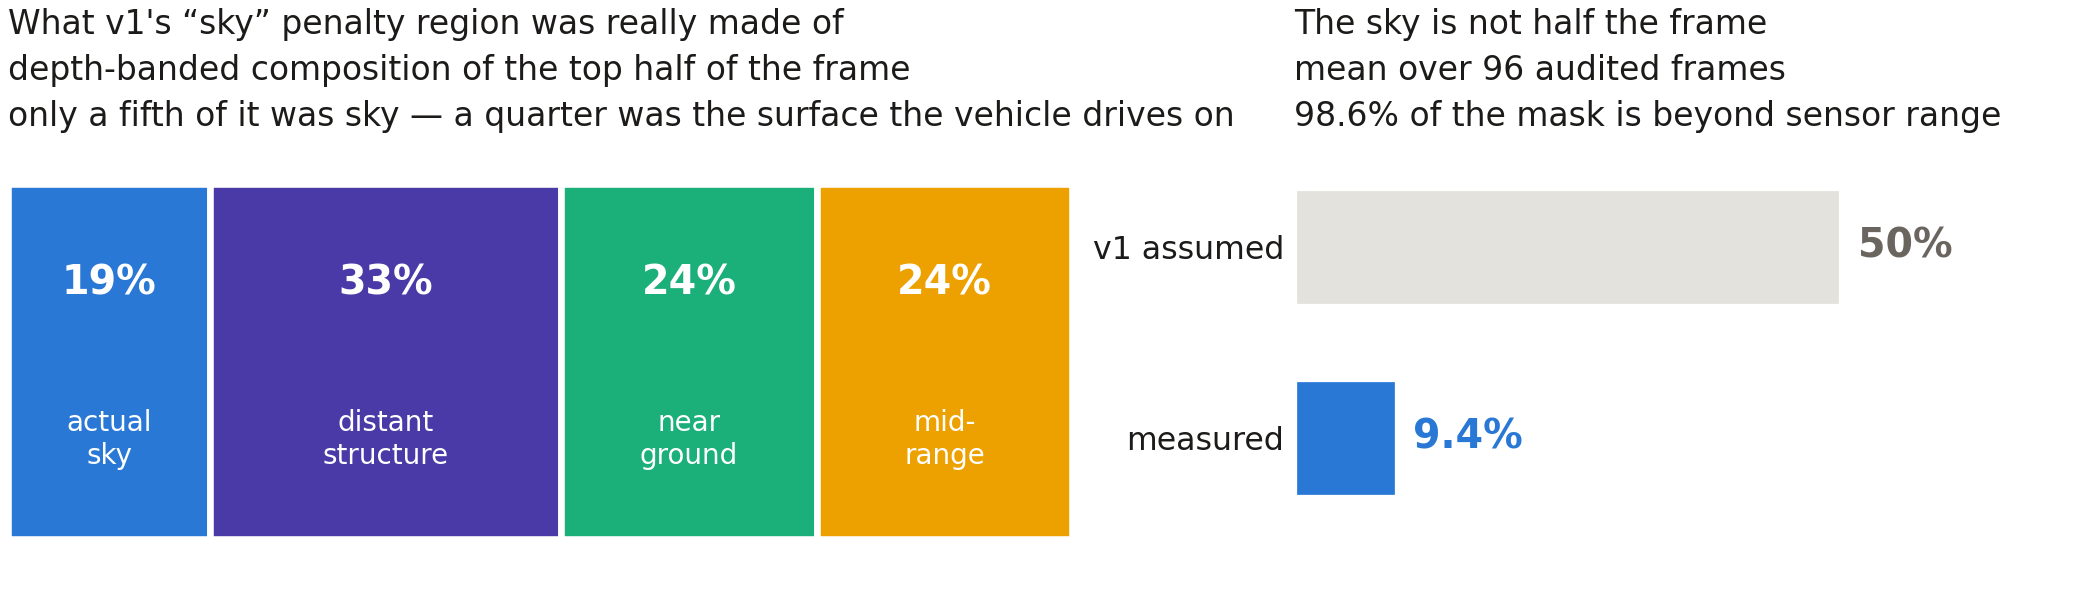 What v1's “sky” penalty region was really made of
depth-banded composition of the top half of the frame
only a fifth of it was sky — a quarter was the surface the vehicle drives on
19%
actual
sky
33%
distant
structure
24%
near
ground
24%
mid-
range
The sky is not half the frame
mean over 96 audited frames
98.6% of the mask is beyond sensor range
v1 assumed
50%
measured
9.4%